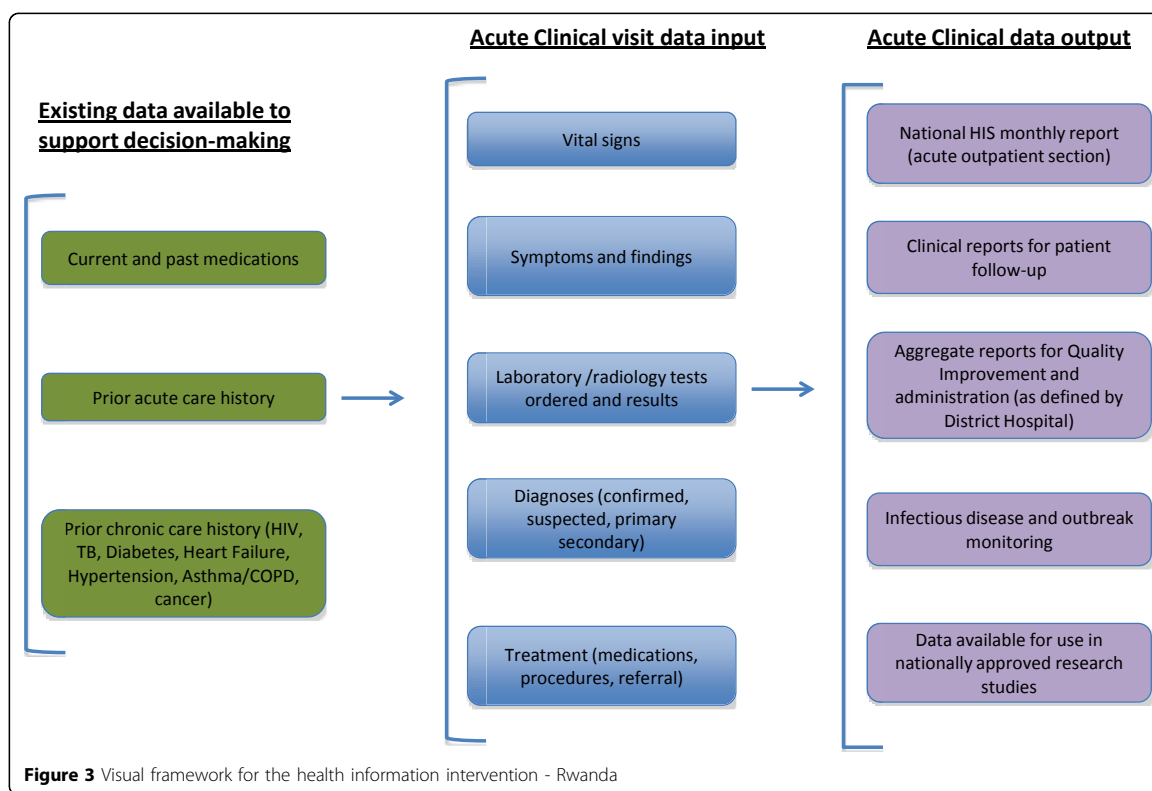 Existing data available to
support decision-making
Current and past medications
Prior acute care history
Prior chronic care history (HIV,
TB, Diabetes, Heart Failure,
Hypertension, Asthma/COPD,
cancer)
Acute Clinical visit data input
Vital signs
Symptoms and findings
Laboratory /radiology tests
ordered and results
Diagnoses (confirmed,
suspected, primary
secondary)
Treatment (medications,
procedures, referral)
Acute Clinical data output
National HIS monthly report
(acute outpatient section)
Clinical reports for patient
follow-up
Aggregate reports for Quality
Improvement and
administration (as defined by
District Hospital)
Infectious disease and outbreak
monitoring
Data available for use in
nationally approved research
studies
Figure 3 Visual framework for the health information intervention - Rwanda